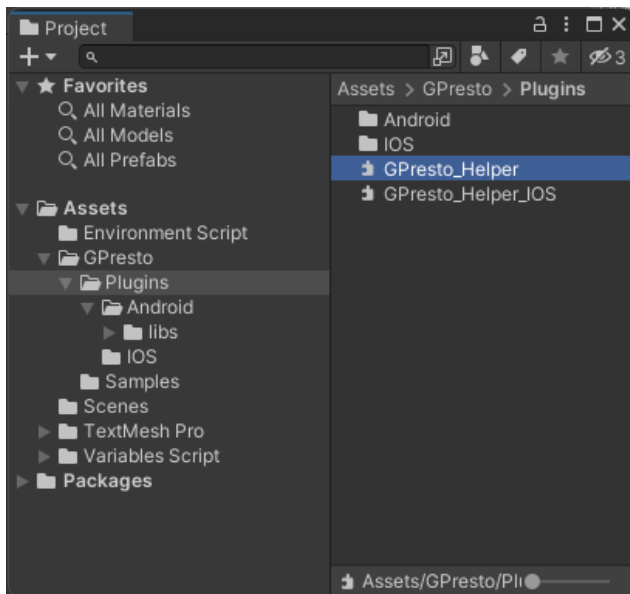 Project
3
Favorites
All Materials
All Models
All Prefabs
Assets
Environment Script
GPresto
Plugins
Android
libs
IOS
Samples
Scenes
TextMesh Pro
Variables Script
Packages
Assets > GPresto > Plugins
Android
IOS
GPresto_Helper
GPresto_Helper_IOS
Assets/GPresto/Plu